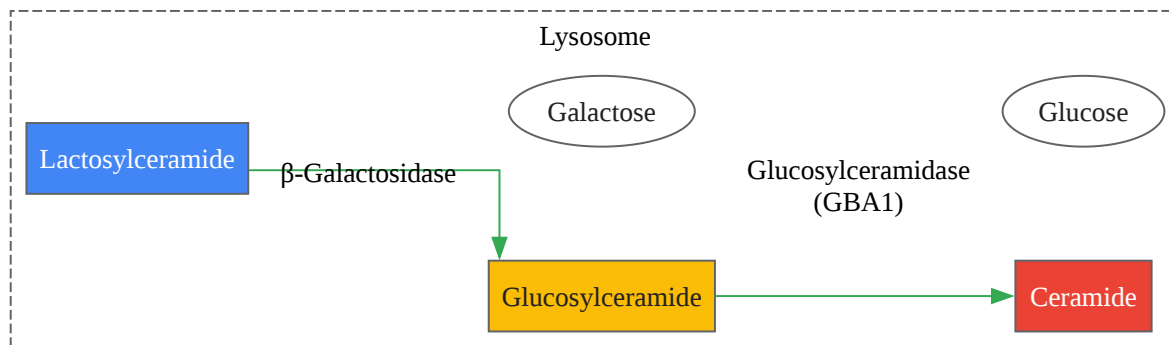 Lysosome
Galactose
Glucose
Lactosylceramide
β-Galactosidase
Glucosylceramidase
(GBA1)
Glucosylceramide
Ceramide